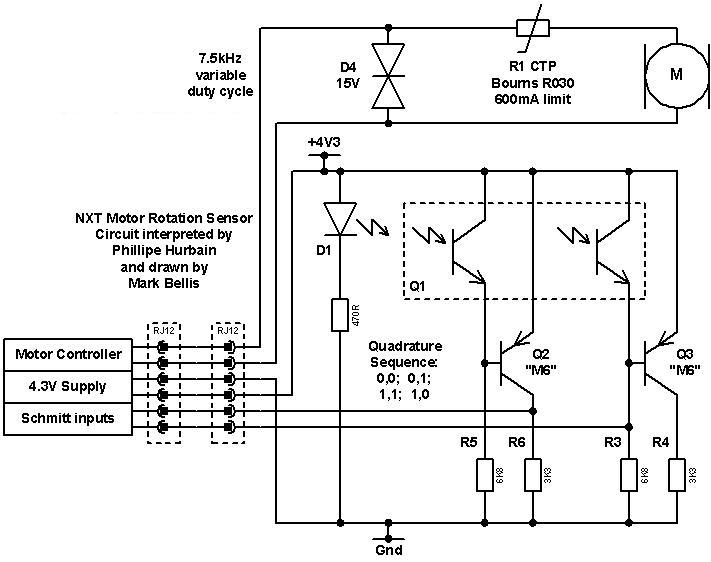 7.5kHz
variable
duty cycle
D4
15V
R1 CTP
Bourns R030
600mA limit
M
+4V3
NXT Motor Rotation Sensor
Circuit interpreted by
Phillipe Hurbain
and drawn by
Mark Bellis
D1
Q1
470R
RJ12
RJ12
Motor Controller
4.3V Supply
Schmitt inputs
Quadrature
Sequence:
0,0; 0,1;
1,1; 1,0
Q2
"M6"
Q3
"M6"
R5
R6
R3
R4
6K8
3K3
6K8
3K3
Gnd